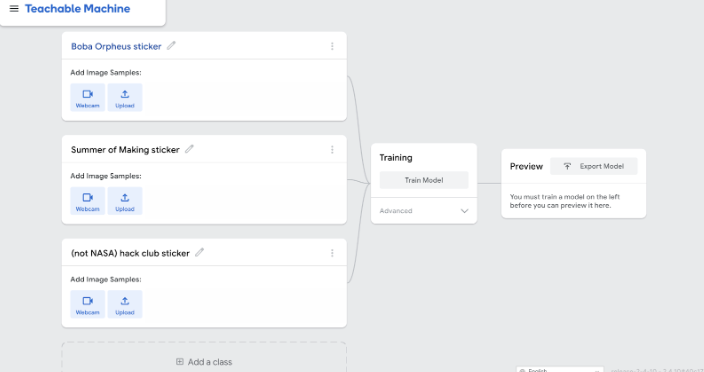 Teachable Machine
Boba Orpheus sticker
Add Image Samples:
Webcam
Upload
Summer of Making sticker
Add Image Samples:
Webcam
Upload
(not NASA) hack club sticker
Add Image Samples:
Webcam
Upload
Add a class
Training
Train Model
Advanced
Preview
Export Model
You must train a model on the left
before you can preview it here.
English